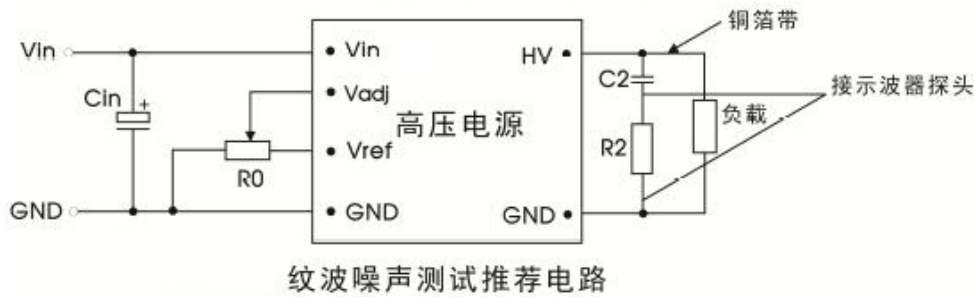 铜箔带
Vin
Vin
HV
C2
接示波器探头
Cin
+
Vadj
高压电源
负载
R2
Vref
R0
GND
GND
GND
纹波噪声测试推荐电路